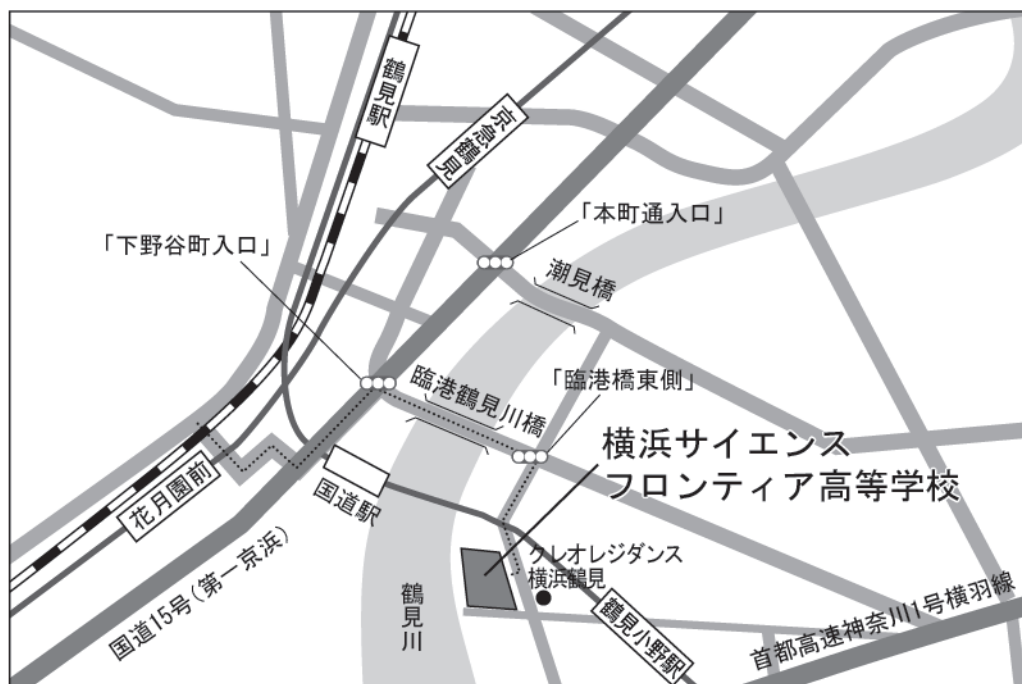 鶴見駅
京急鶴見
「本町通入口」
「下野谷町入口」
潮見橋
臨港鶴見川橋
「臨港橋東側」
横浜サイエンス
フロンティア高等学校
花月園前
国道駅
国道15号(第一京浜)
クレオレジダンス
横浜鶴見
鶴見川
鶴見小野駅
首都高速神奈川1号横羽線